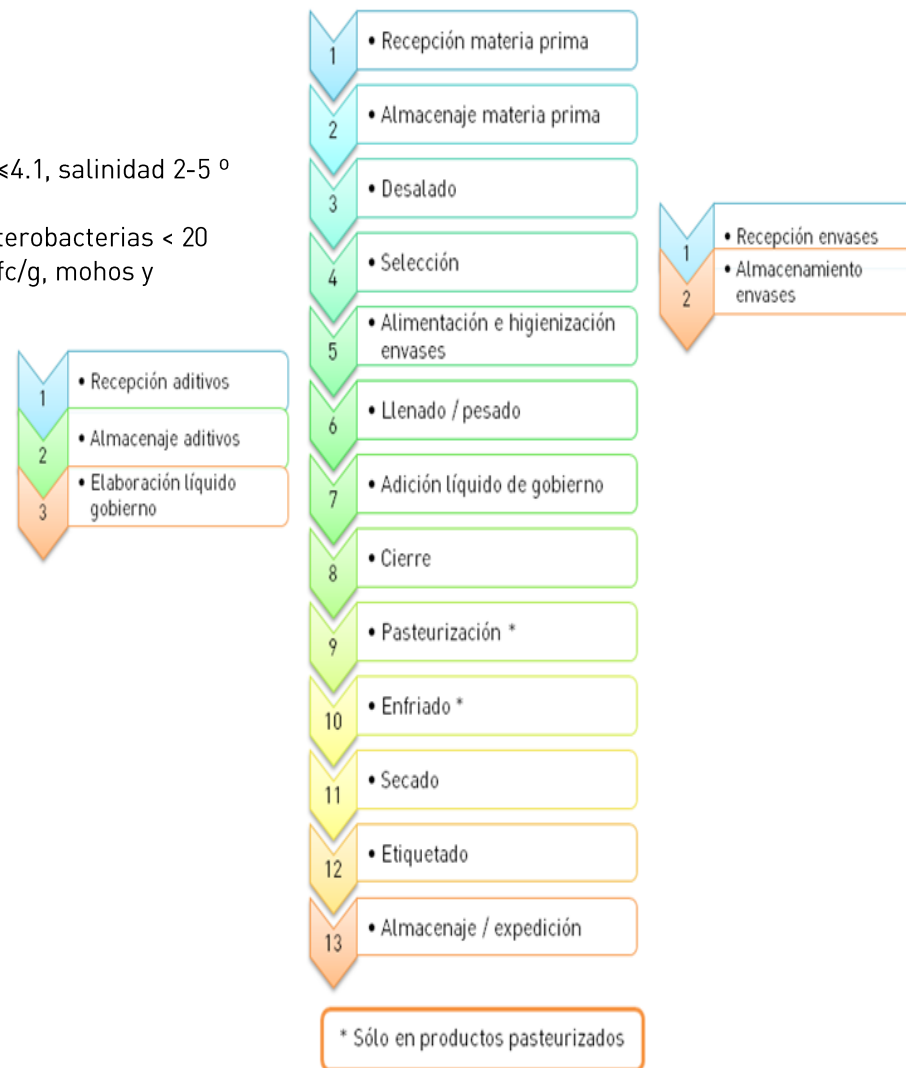 1
• Recepción materia prima
2
• Almacenaje materia prima
3
• Desalado
4
• Selección
5
• Alimentación e higienización
envases
6
• Llenado / pesado
7
• Adición líquido de gobierno
8
• Cierre
9
• Pasteurización *
10
• Enfriado *
11
• Secado
12
• Etiquetado
13
• Almacenaje / expedición
* Sólo en productos pasteurizados
≤4.1, salinidad 2-5 º
terobacterias < 20
fc/g, mohos y
1
• Recepción aditivos
2
• Almacenaje aditivos
3
• Elaboración líquido
gobierno
1
• Recepción envases
2
• Almacenamiento
envases